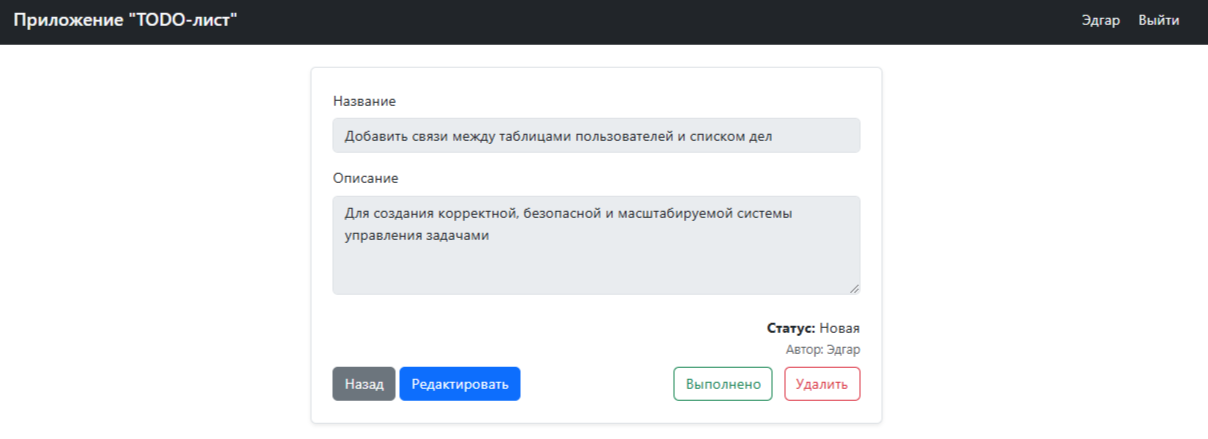 Приложение "TODO-лист"
Эдгар Выйти
Название
Добавить связи между таблицами пользователей и списком дел
Описание
Для создания корректной, безопасной и масштабируемой системы
управления задачами
Статус: Новая
Автор: Эдгар
Назад Редактировать Выполнено Удалить